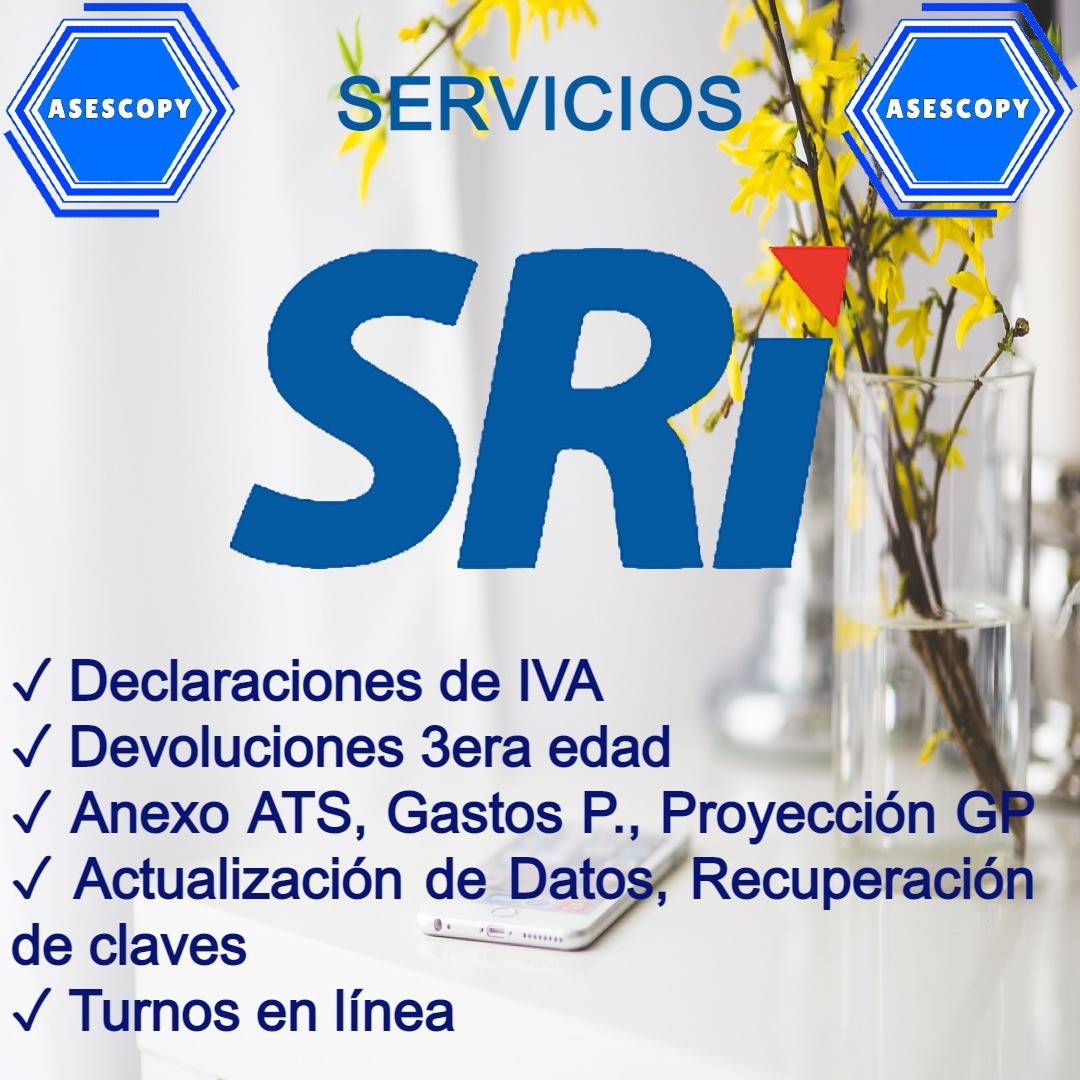 ASESCOPY
ASESCOPY
SERVICIOS
SRi
✓ Declaraciones de IVA
✓ Devoluciones 3era edad
✓ Anexo ATS, Gastos P., Proyección GP
✓ Actualización de Datos, Recuperación
de claves
✓ Turnos en línea